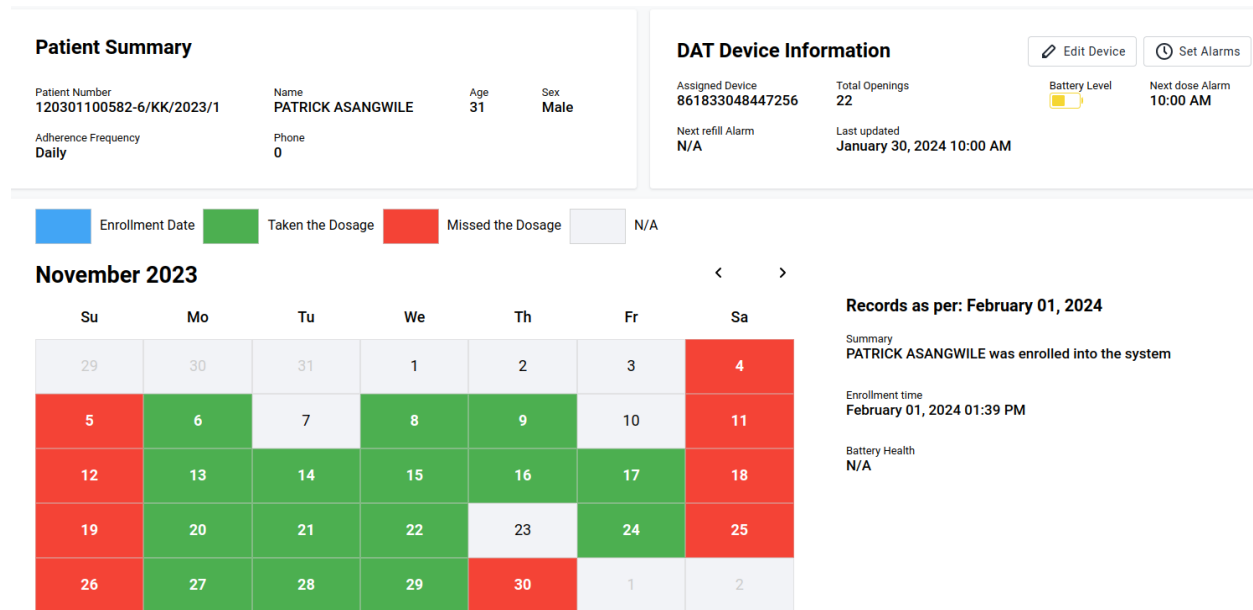 Patient Summary
Patient Number
120301100582-6/KK/2023/1
Name
PATRICK ASANGWILE
Age
31
Sex
Male
Adherence Frequency
Daily
Phone
0
DAT Device Information
Edit Device
Set Alarms
Assigned Device
861833048447256
Total Openings
22
Battery Level
Next dose Alarm
10:00 AM
Next refill Alarm
N/A
Last updated
January 30, 2024 10:00 AM
Enrollment Date
Taken the Dosage
Missed the Dosage
N/A
November 2023
Su Mo Tu We Th Fr Sa
29 30 31 1 2 3 4
5 6 7 8 9 10 11
12 13 14 15 16 17 18
19 20 21 22 23 24 25
26 27 28 29 30 1 2
Records as per: February 01, 2024
Summary
PATRICK ASANGWILE was enrolled into the system
Enrollment time
February 01, 2024 01:39 PM
Battery Health
N/A